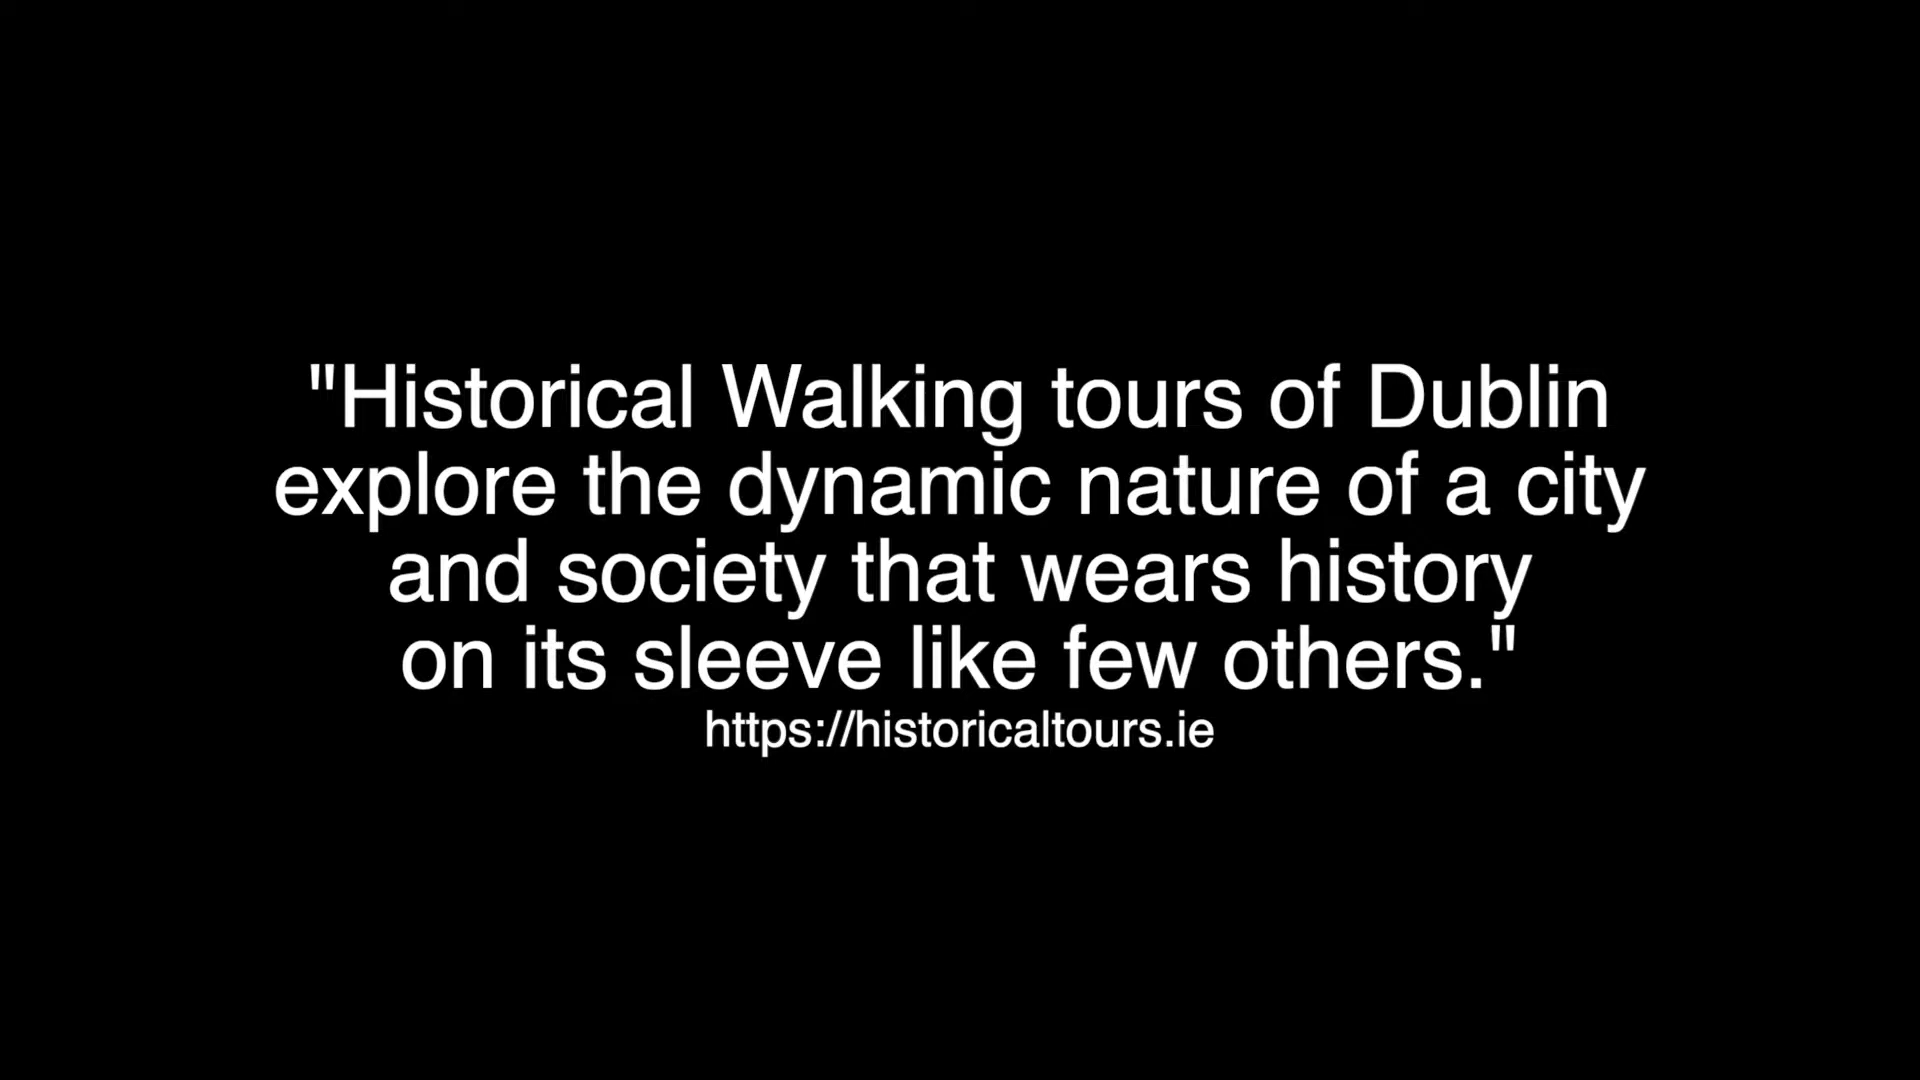 "Historical Walking tours of Dublin
explore the dynamic nature of a city
and society that wears history
on its sleeve like few others."
https://historicaltours.ie